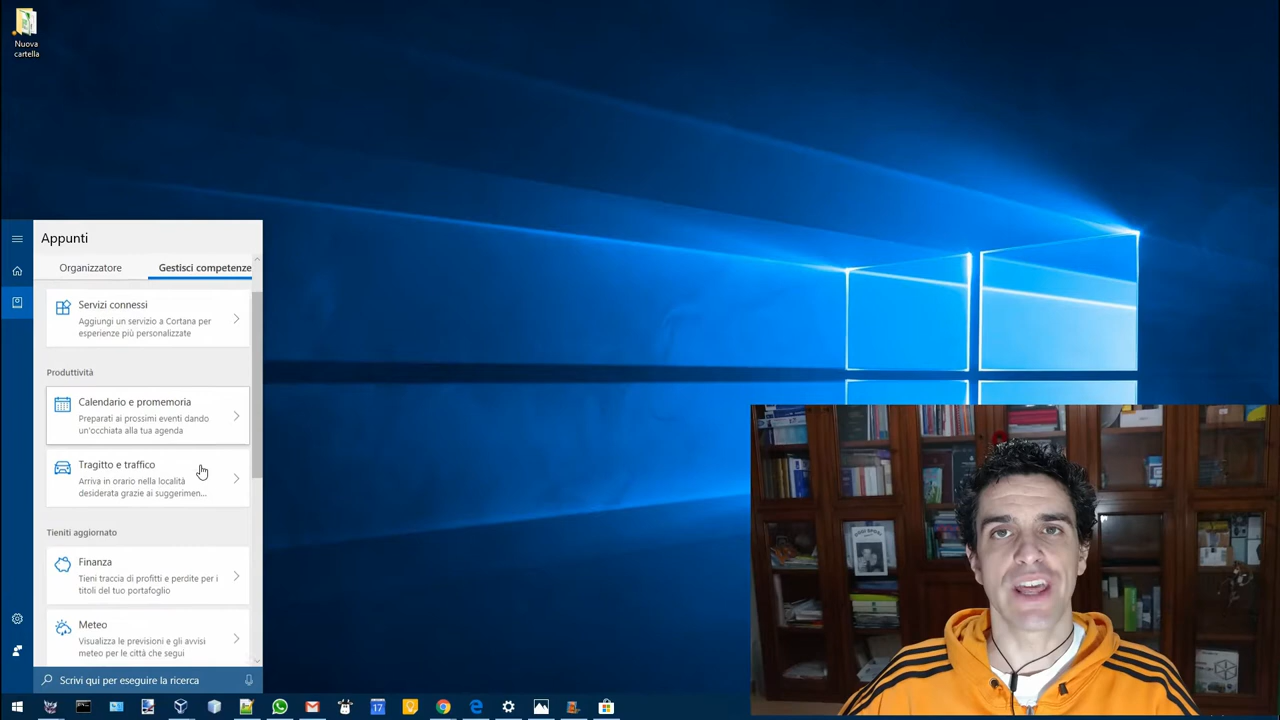 Nuova
cartella
Appunti
Organizzatore
Gestisci competenze
Servizi connessi
Aggiungi un servizio a Cortana per
esperienze più personalizzate
Produttività
Calendario e promemoria
Preparati ai prossimi eventi dando
un'occhiata alla tua agenda
Tragitto e traffico
Arriva in orario nella località
desiderata grazie ai suggerimen...
Tieniti aggiornato
Finanza
Tieni traccia di profitti e perdite per i
titoli del tuo portafoglio
Meteo
Visualizza le previsioni e gli avvisi
meteo per le città che segui
Scrivi qui per eseguire la ricerca
17